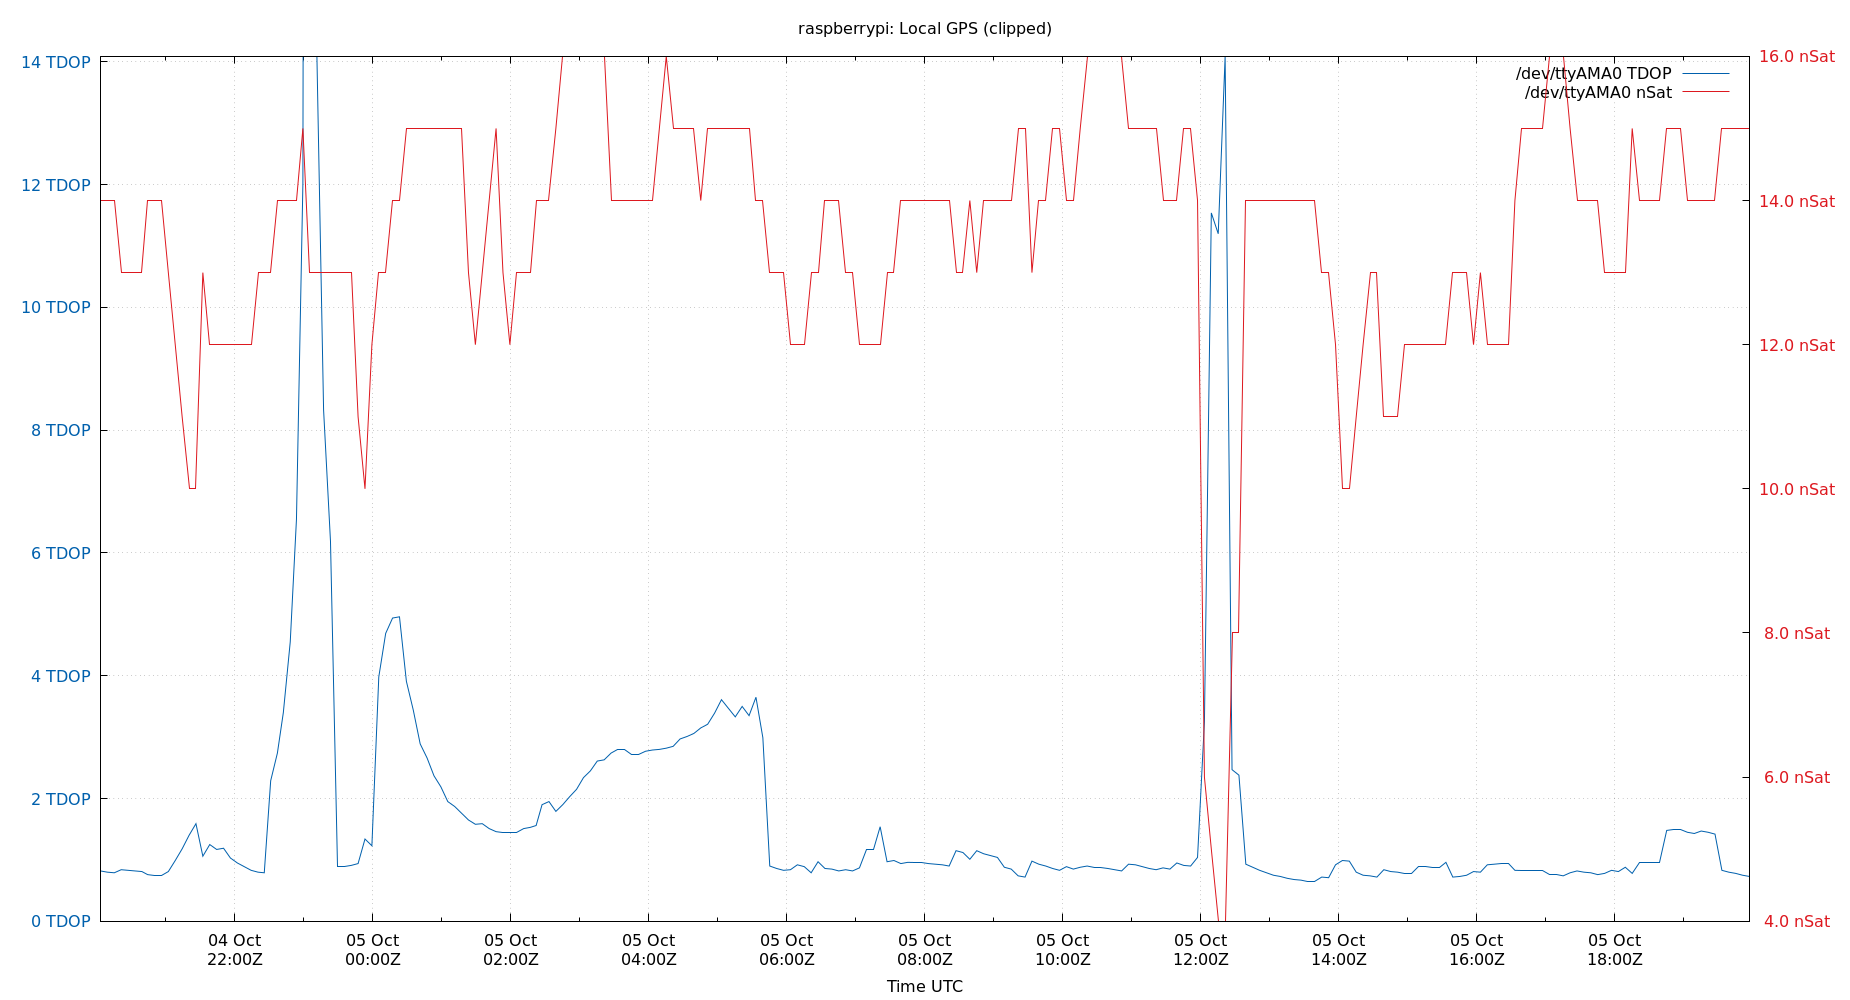 raspberrypi: Local GPS (clipped)
14 TDOP
12 TDOP
10 TDOP
8 TDOP
6 TDOP
4 TDOP
2 TDOP
0 TDOP
16.0 nSat
14.0 nSat
12.0 nSat
10.0 nSat
8.0 nSat
6.0 nSat
4.0 nSat
/dev/ttyAMA0 TDOP
/dev/ttyAMA0 nSat
04 Oct
22:00Z
05 Oct
00:00Z
05 Oct
02:00Z
05 Oct
04:00Z
05 Oct
06:00Z
05 Oct
08:00Z
05 Oct
10:00Z
05 Oct
12:00Z
05 Oct
14:00Z
05 Oct
16:00Z
05 Oct
18:00Z
Time UTC